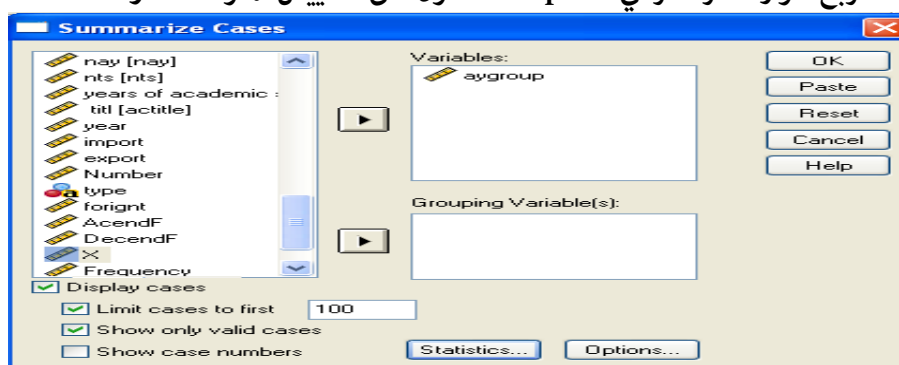 Summarize Cases
nay [nay]
nts [nts]
years of academic :
titl [actitle]
year
import
export
Number
type
forignt
AcendF
DecendF
X
Frequency
Variables:
aygroup
Grouping Variable(s):
OK
Paste
Reset
Cancel
Help
Display cases
Limit cases to first 100
Show only valid cases
Show case numbers
Statistics... Options...